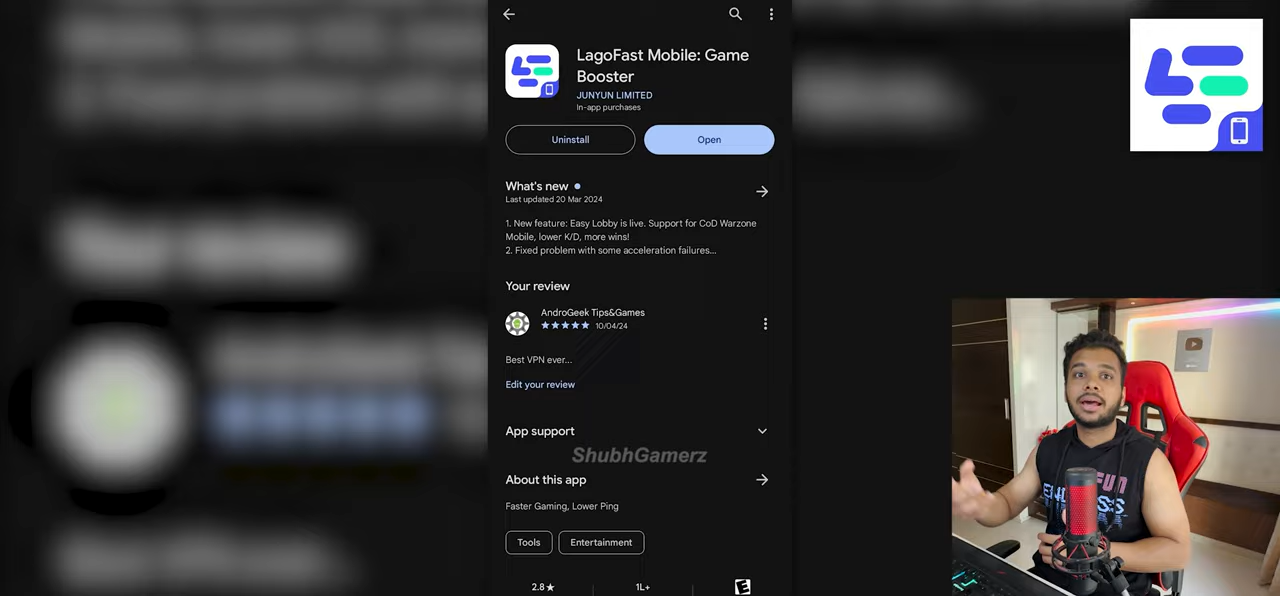 LagoFast Mobile: Game
Booster
JUNYUN LIMITED
In-app purchases
Uninstall
Open
What's new
Last updated 20 Mar 2024
1. New feature: Easy Lobby is live. Support for CoD Warzone
Mobile, lower K/D, more wins!
2. Fixed problem with some acceleration failures...
Your review
AndroGeek Tips&Games
10/04/24
Best VPN ever...
Edit your review
App support
ShubhGamerz
About this app
Faster Gaming, Lower Ping
Tools
Entertainment
2.8★
1L+
E